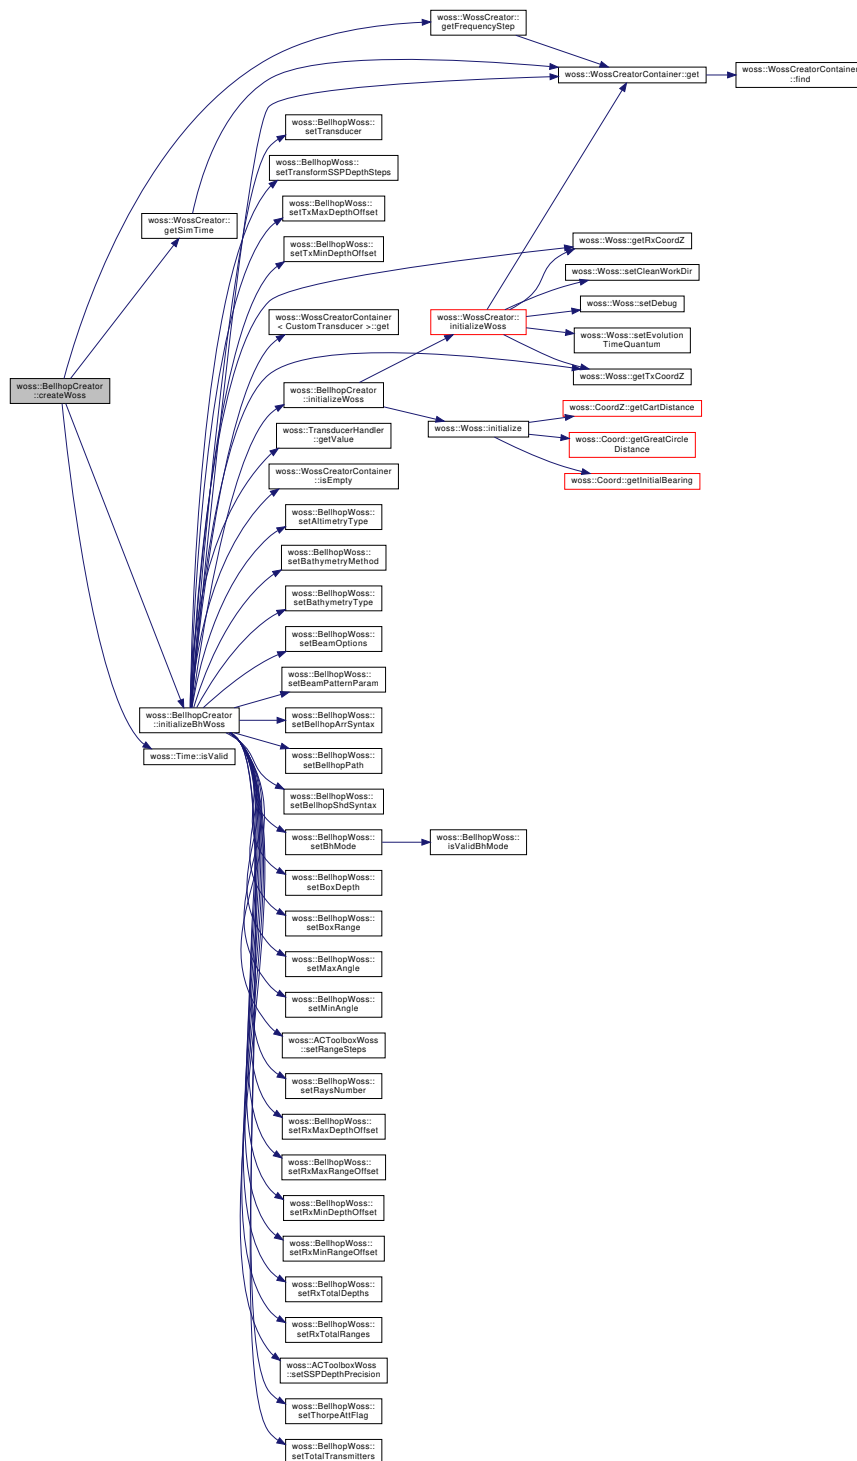 woss::WossCreator::
getFrequencyStep
woss::WossCreatorContainer::get
woss::WossCreatorContainer
::find
woss::BellhopWoss::
setTransducer
woss::BellhopWoss::
setTransformSSPDepthSteps
woss::BellhopWoss::
setTxMaxDepthOffset
woss::WossCreator::
getSimTime
woss::BellhopWoss::
setTxMinDepthOffset
woss::Woss::getRxCoordZ
woss::Woss::setCleanWorkDir
woss::Woss::setDebug
woss::WossCreatorContainer
< CustomTransducer >::get
woss::WossCreator::
initializeWoss
woss::Woss::setEvolution
TimeQuantum
woss::Woss::getTxCoordZ
woss::BellhopCreator
::createWoss
woss::BellhopCreator
::initializeWoss
woss::CoordZ::getCartDistance
woss::Woss::initialize
woss::TransducerHandler
::getValue
woss::Coord::getGreatCircle
Distance
woss::WossCreatorContainer
::isEmpty
woss::Coord::getInitialBearing
woss::BellhopWoss::
setAltimetryType
woss::BellhopWoss::
setBathymetryMethod
woss::BellhopWoss::
setBathymetryType
woss::BellhopWoss::
setBeamOptions
woss::BellhopWoss::
setBeamPatternParam
woss::BellhopCreator
::initializeBhWoss
woss::BellhopWoss::
setBellhopArrSyntax
woss::Time::isValid
woss::BellhopWoss::
setBellhopPath
woss::BellhopWoss::
setBellhopShdSyntax
woss::BellhopWoss::
setBhMode
woss::BellhopWoss::
isValidBhMode
woss::BellhopWoss::
setBoxDepth
woss::BellhopWoss::
setBoxRange
woss::BellhopWoss::
setMaxAngle
woss::BellhopWoss::
setMinAngle
woss::ACToolboxWoss
::setRangeSteps
woss::BellhopWoss::
setRaysNumber
woss::BellhopWoss::
setRxMaxDepthOffset
woss::BellhopWoss::
setRxMaxRangeOffset
woss::BellhopWoss::
setRxMinDepthOffset
woss::BellhopWoss::
setRxMinRangeOffset
woss::BellhopWoss::
setRxTotalDepths
woss::BellhopWoss::
setRxTotalRanges
woss::ACToolboxWoss
::setSSPDepthPrecision
woss::BellhopWoss::
setThorpeAttFlag
woss::BellhopWoss::
setTotalTransmitters